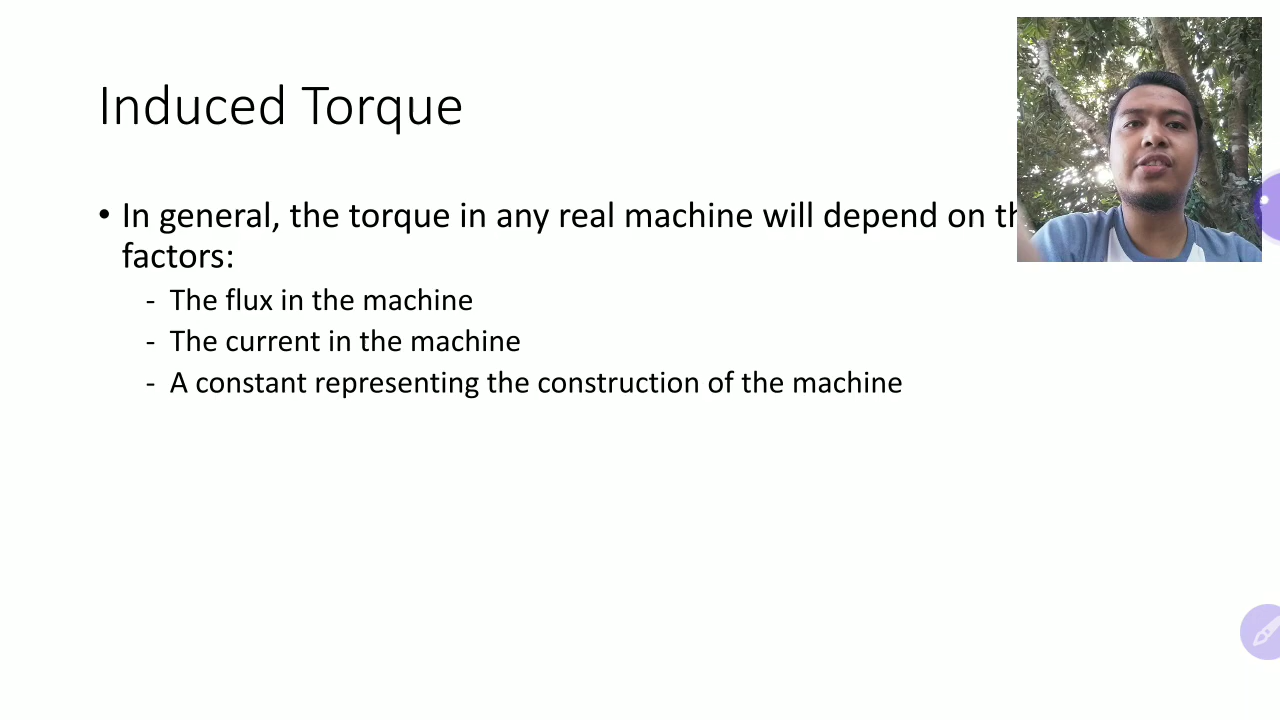 Induced Torque
• In general, the torque in any real machine will depend on
factors:
- The flux in the machine
- The current in the machine
- A constant representing the construction of the machine